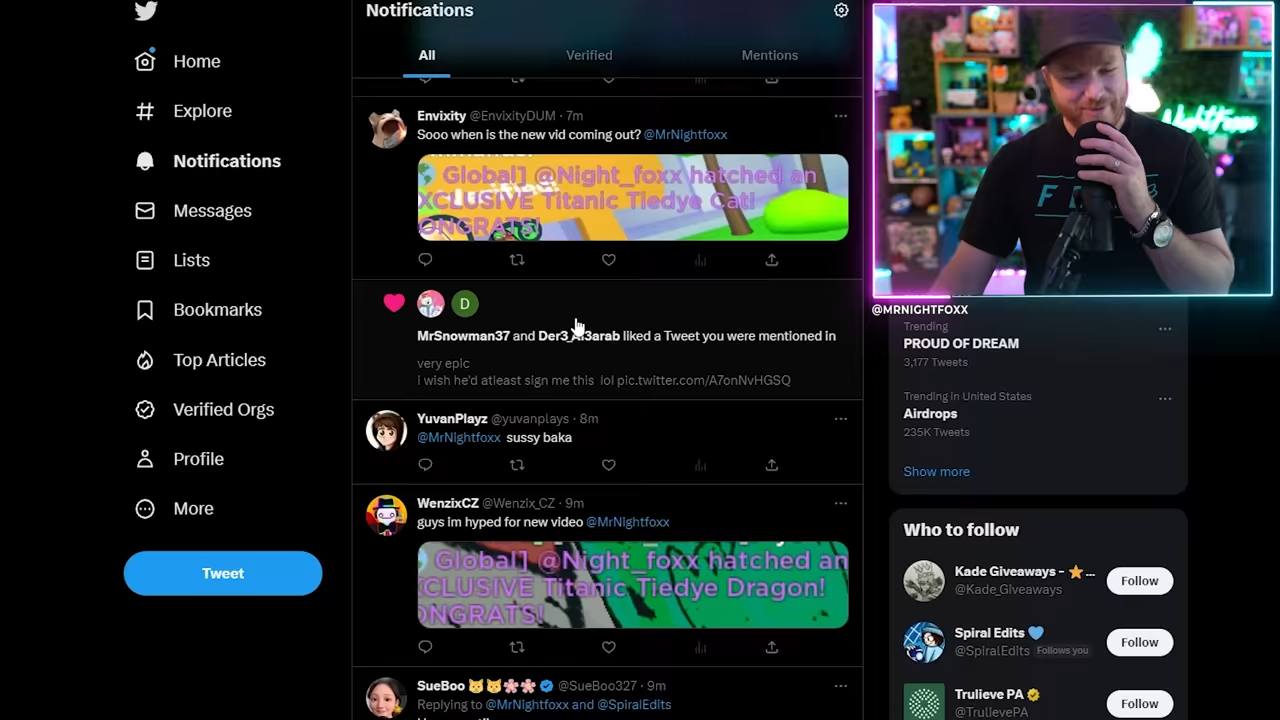 Notifications
All
Verified
Mentions
Home
Explore
Notifications
Messages
Lists
Bookmarks
Top Articles
Verified Orgs
Profile
More
Tweet
Envixity @EnvixityDUM · 7m
Sooo when is the new vid coming out? @MrNightfoxx
Global] @Night_foxx hatched an
XCLUSIVE Titanic Tiedye Cat!
ONGRATS!
D
MrSnowman37 and Der3_Al3arab liked a Tweet you were mentioned in
very epic
i wish he'd atleast sign me this lol pic.twitter.com/A7onNvHGSQ
YuvanPlayz @yuvanplays · 8m
@MrNightfoxx sussy baka
WenzixCZ @Wenzix_CZ · 9m
guys im hyped for new video @MrNightfoxx
Global] @Night_foxx hatched an
XCLUSIVE Titanic Tiedye Dragon!
ONGRATS!
SueBoo @SueBoo327 · 9m
Replying to @MrNightfoxx and @SpiralEdits
NightFoxx
@MRNIGHTFOXX
Trending
PROUD OF DREAM
3,177 Tweets
Trending in United States
Airdrops
235K Tweets
Show more
Who to follow
Kade Giveaways - ⭐ ...
@Kade_Giveaways
Follow
Spiral Edits 💙
@SpiralEdits Follows you
Follow
Trulieve PA
@TrulievePA
Follow